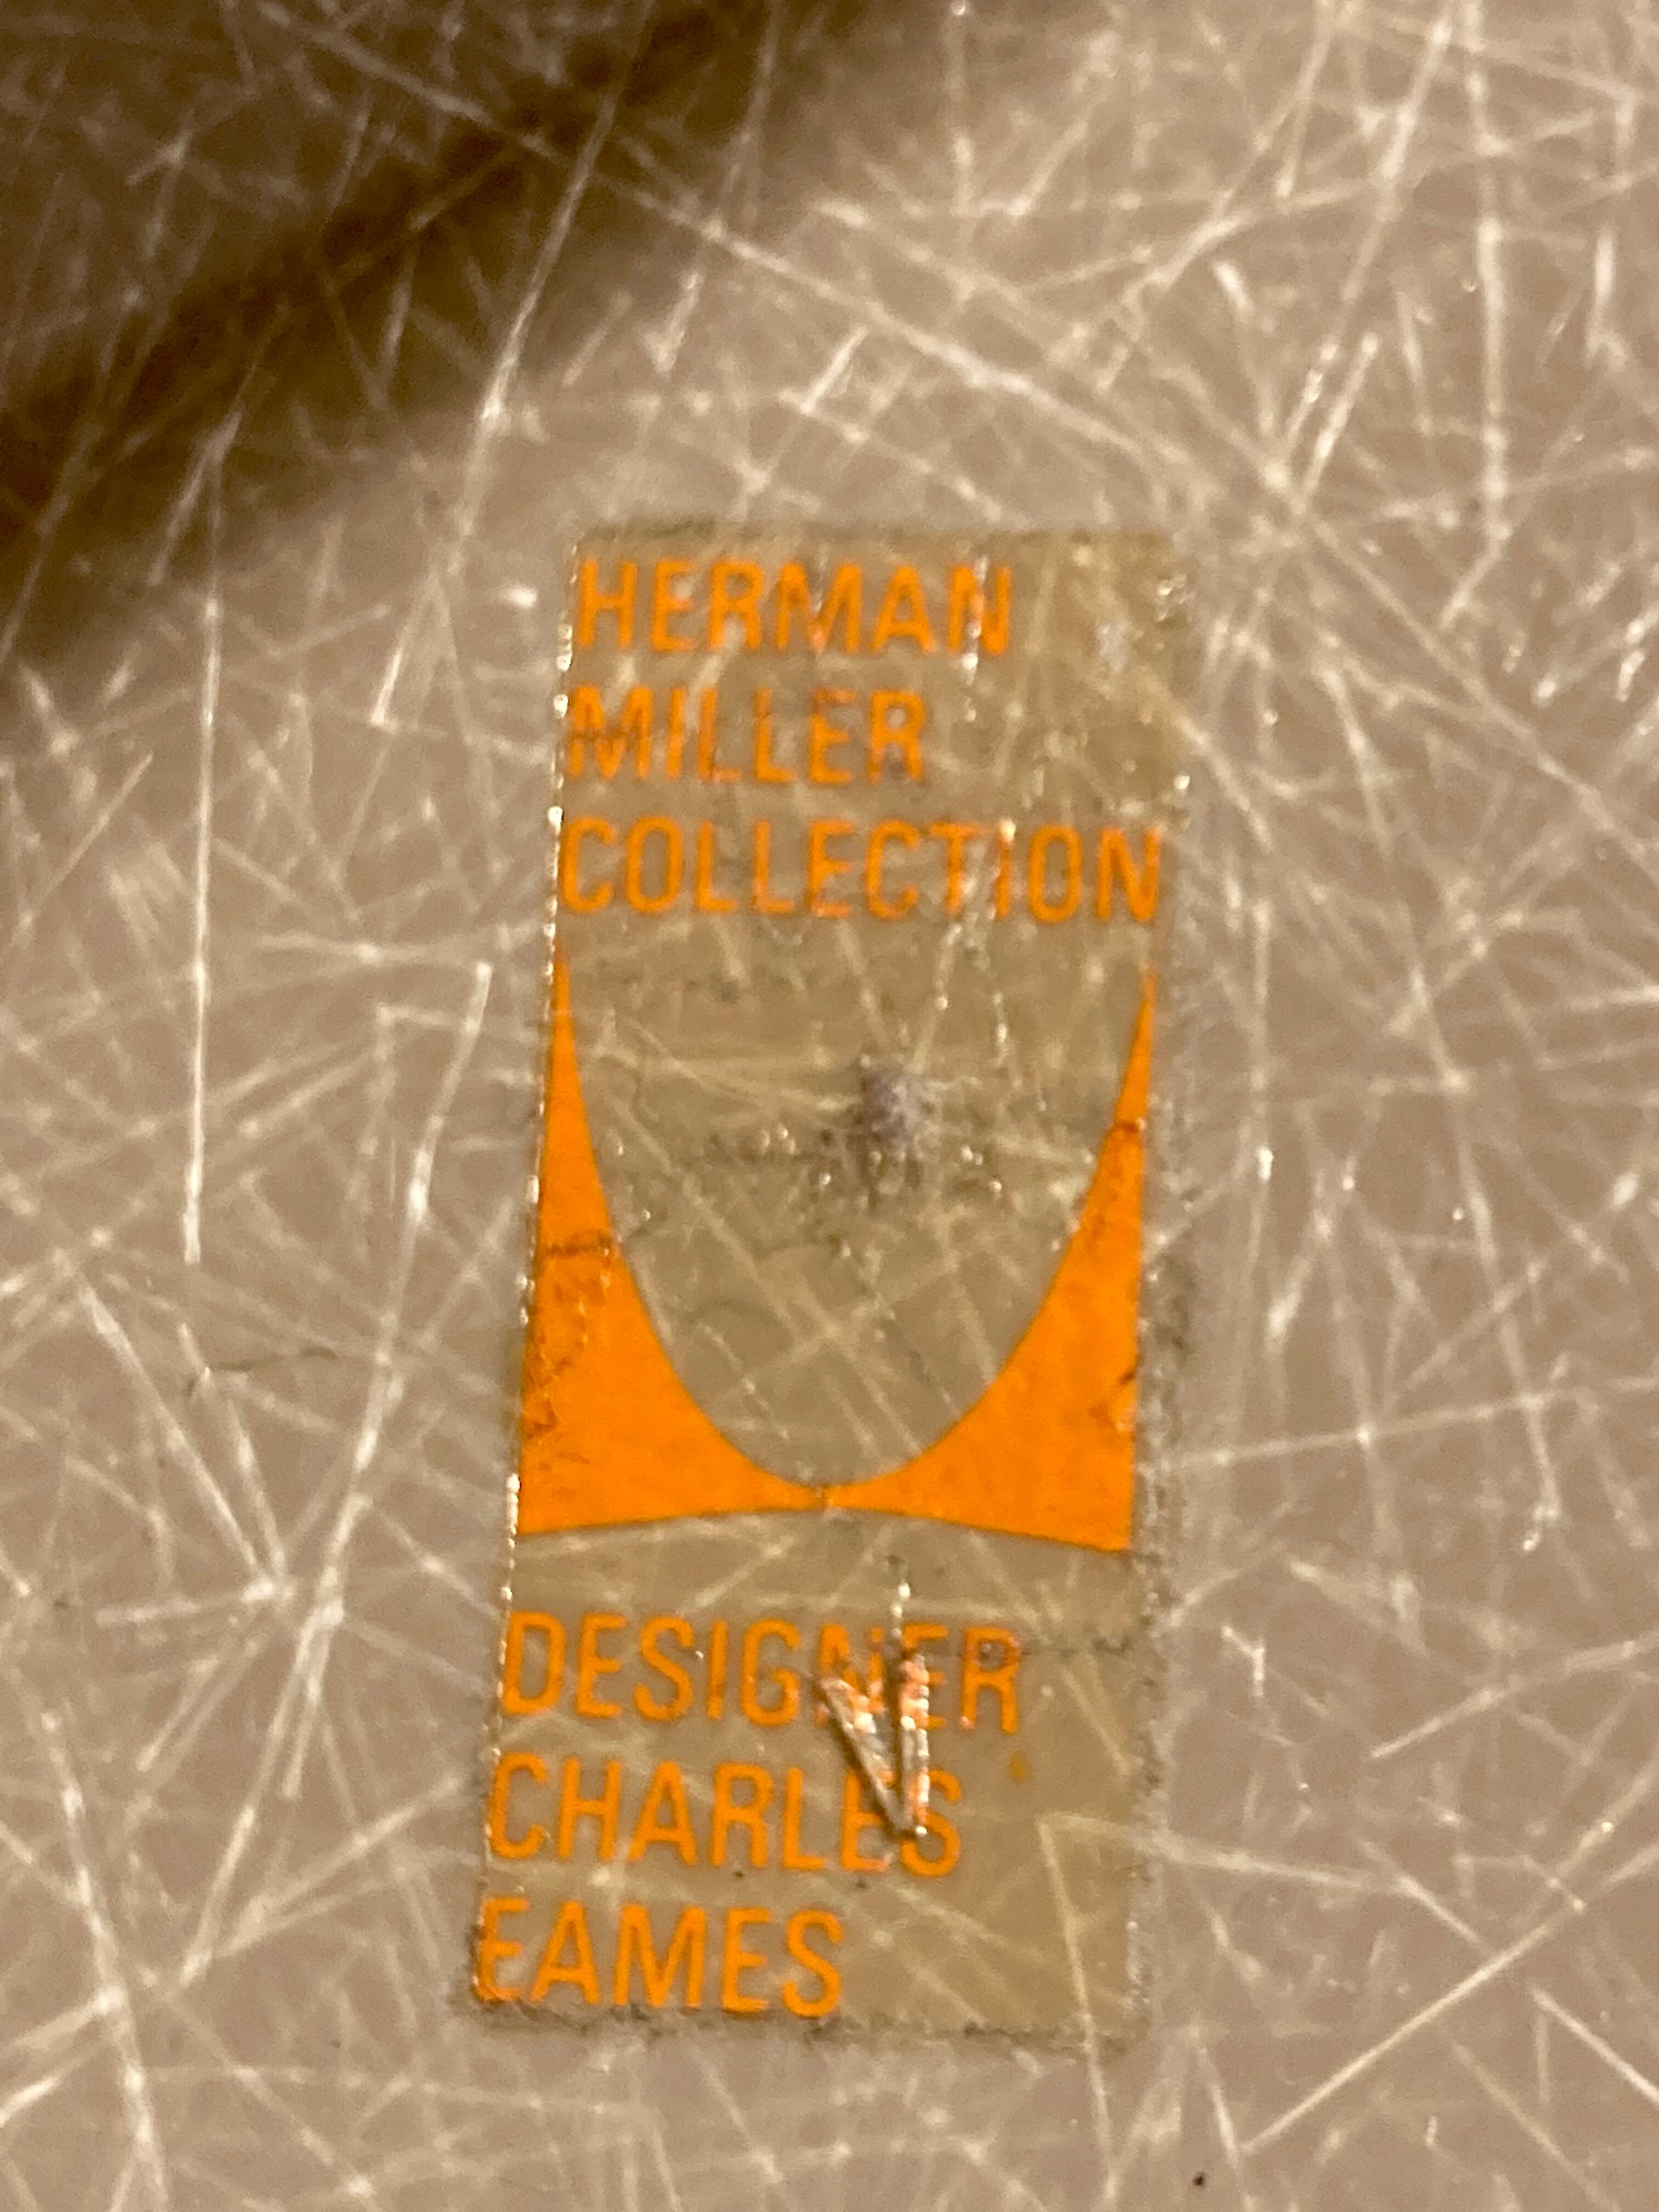 HERMAN
MILLER
COLLECTION
DESIGNER
CHARLES
EAMES